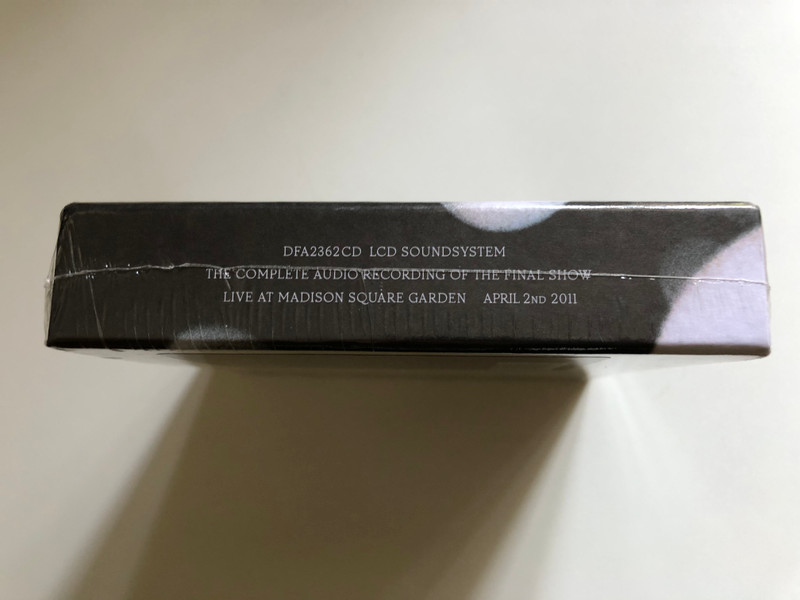 DFA2362CD LCD SOUNDSYSTEM
THE COMPLETE AUDIO RECORDING OF THE FINAL SHOW
LIVE AT MADISON SQUARE GARDEN APRIL 2ND 2011